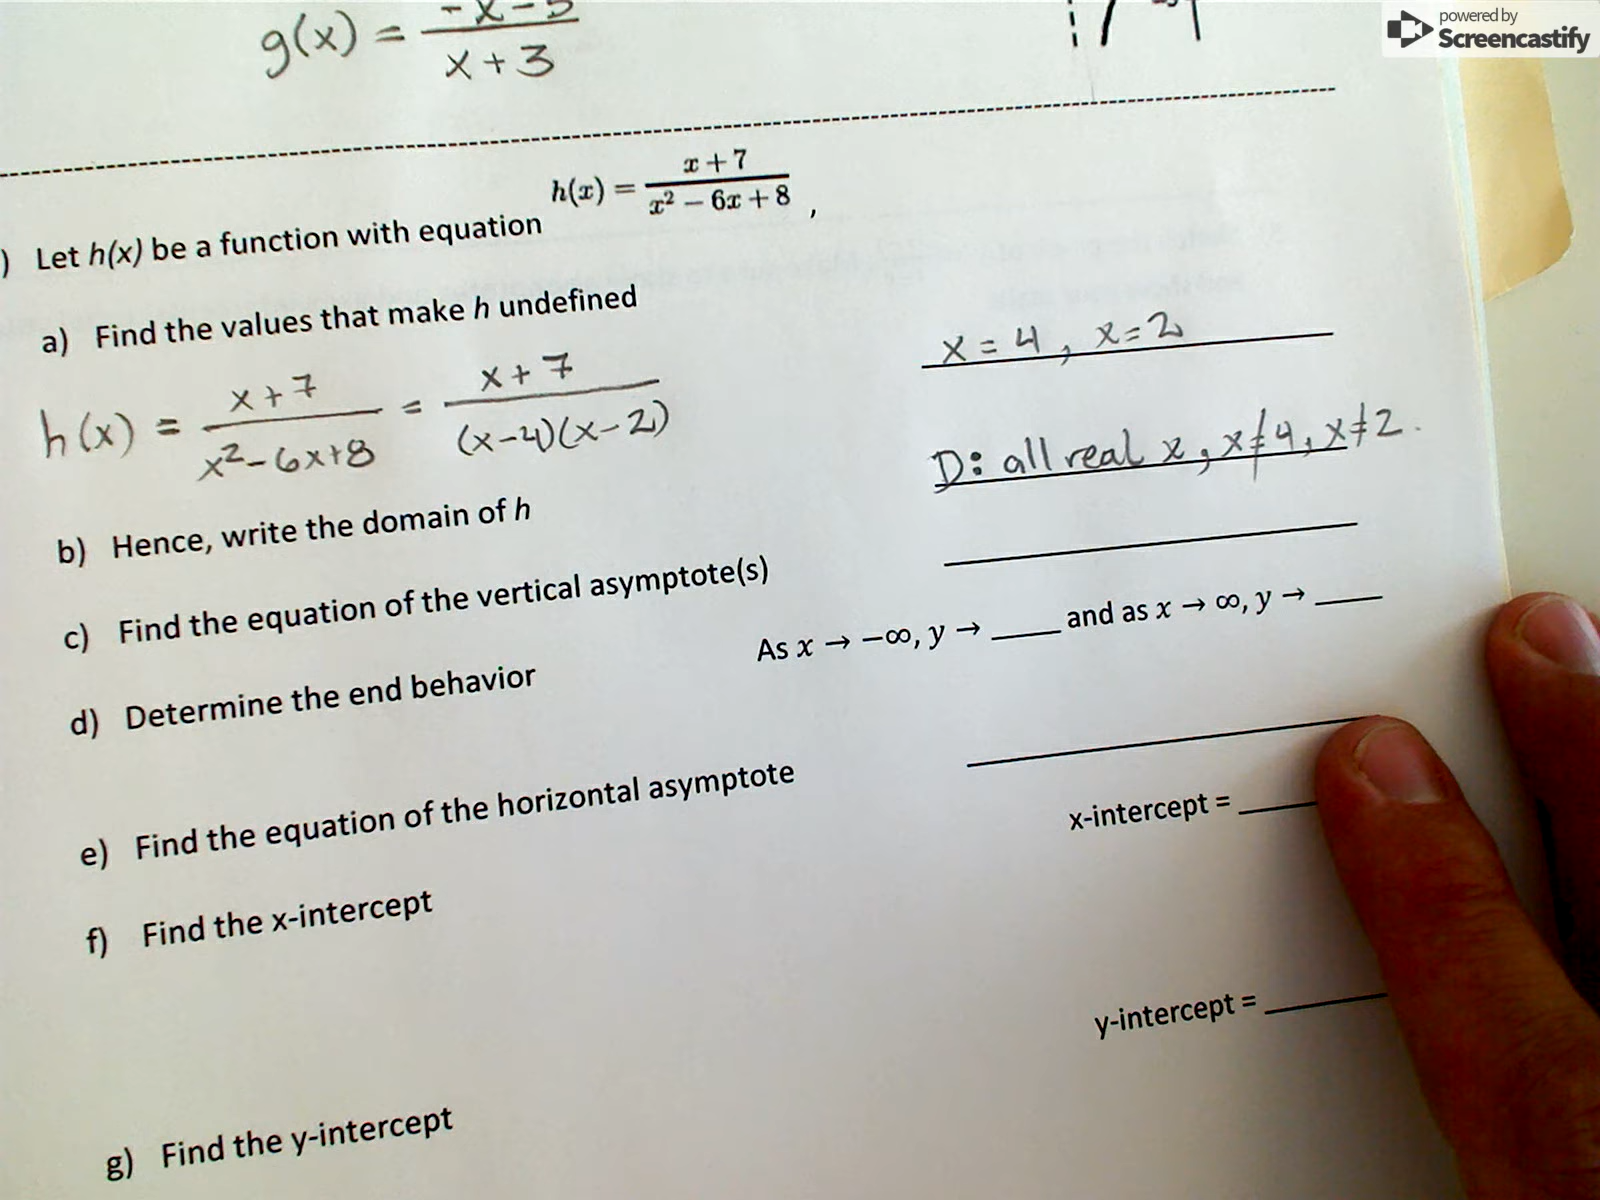 powered by
Screencastify
g(x) = -x-5 / x+3
h(x) = x+7 / x² − 6x + 8 ,
) Let h(x) be a function with equation
a) Find the values that make h undefined
x = 4 , x = 2
h(x) = x+7 / x²-6x+8 = x+7 / (x-4)(x-2)
D: all real x, x≠4, x≠2.
b) Hence, write the domain of h
c) Find the equation of the vertical asymptote(s)
As x → −∞, y → ____ and as x → ∞, y → ____
d) Determine the end behavior
e) Find the equation of the horizontal asymptote
x-intercept = ____
f) Find the x-intercept
y-intercept = ____
g) Find the y-intercept